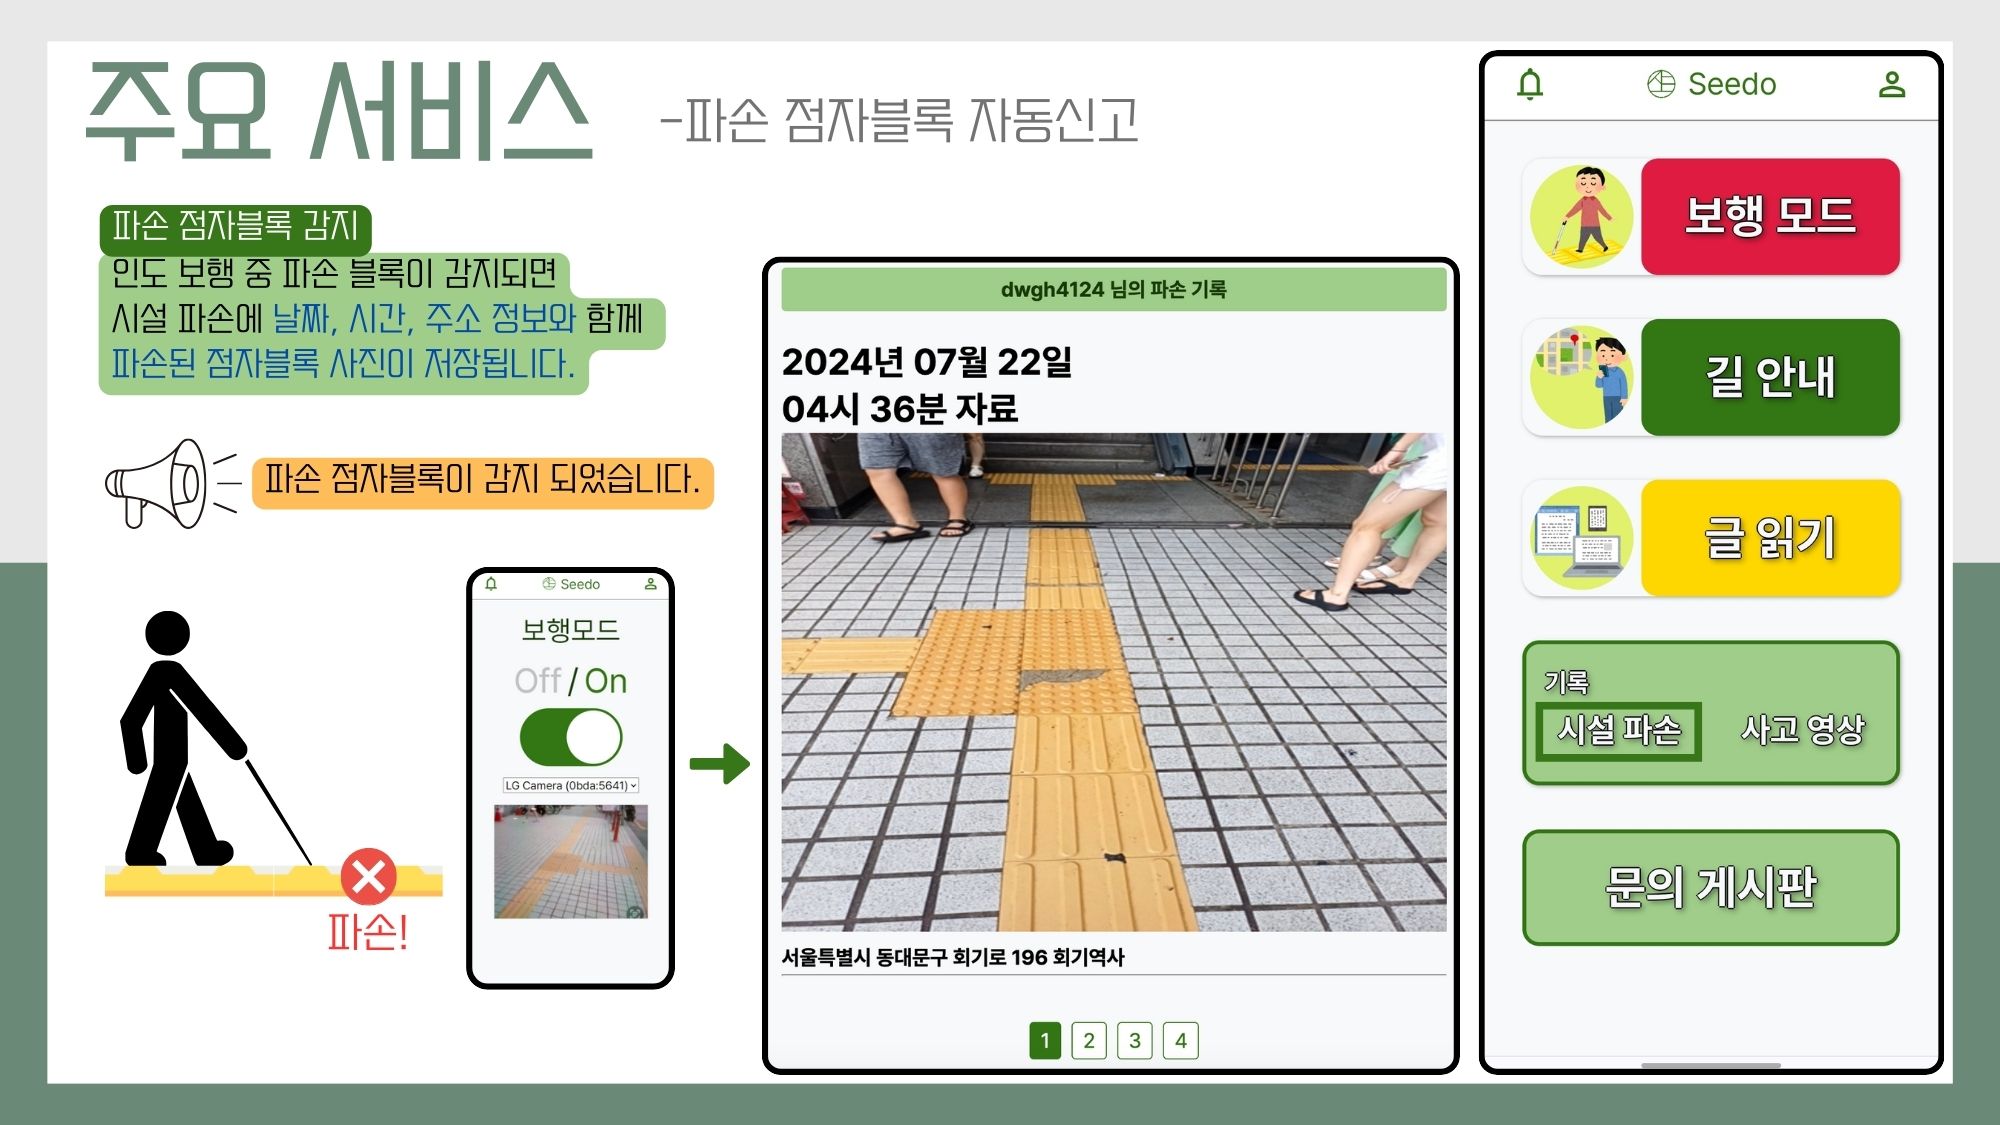 주요 서비스
-파손 점자블록 자동신고
파손 점자블록 감지
인도 보행 중 파손 블록이 감지되면
시설 파손에 날짜, 시간, 주소 정보와 함께
파손된 점자블록 사진이 저장됩니다.
파손 점자블록이 감지 되었습니다.
파손!
Seedo
보행모드
Off / On
LG Camera (0bda:5641)
dwgh4124 님의 파손 기록
2024년 07월 22일
04시 36분 자료
서울특별시 동대문구 회기로 196 회기역사
1 2 3 4
Seedo
보행 모드
길 안내
글 읽기
기록
시설 파손 사고 영상
문의 게시판